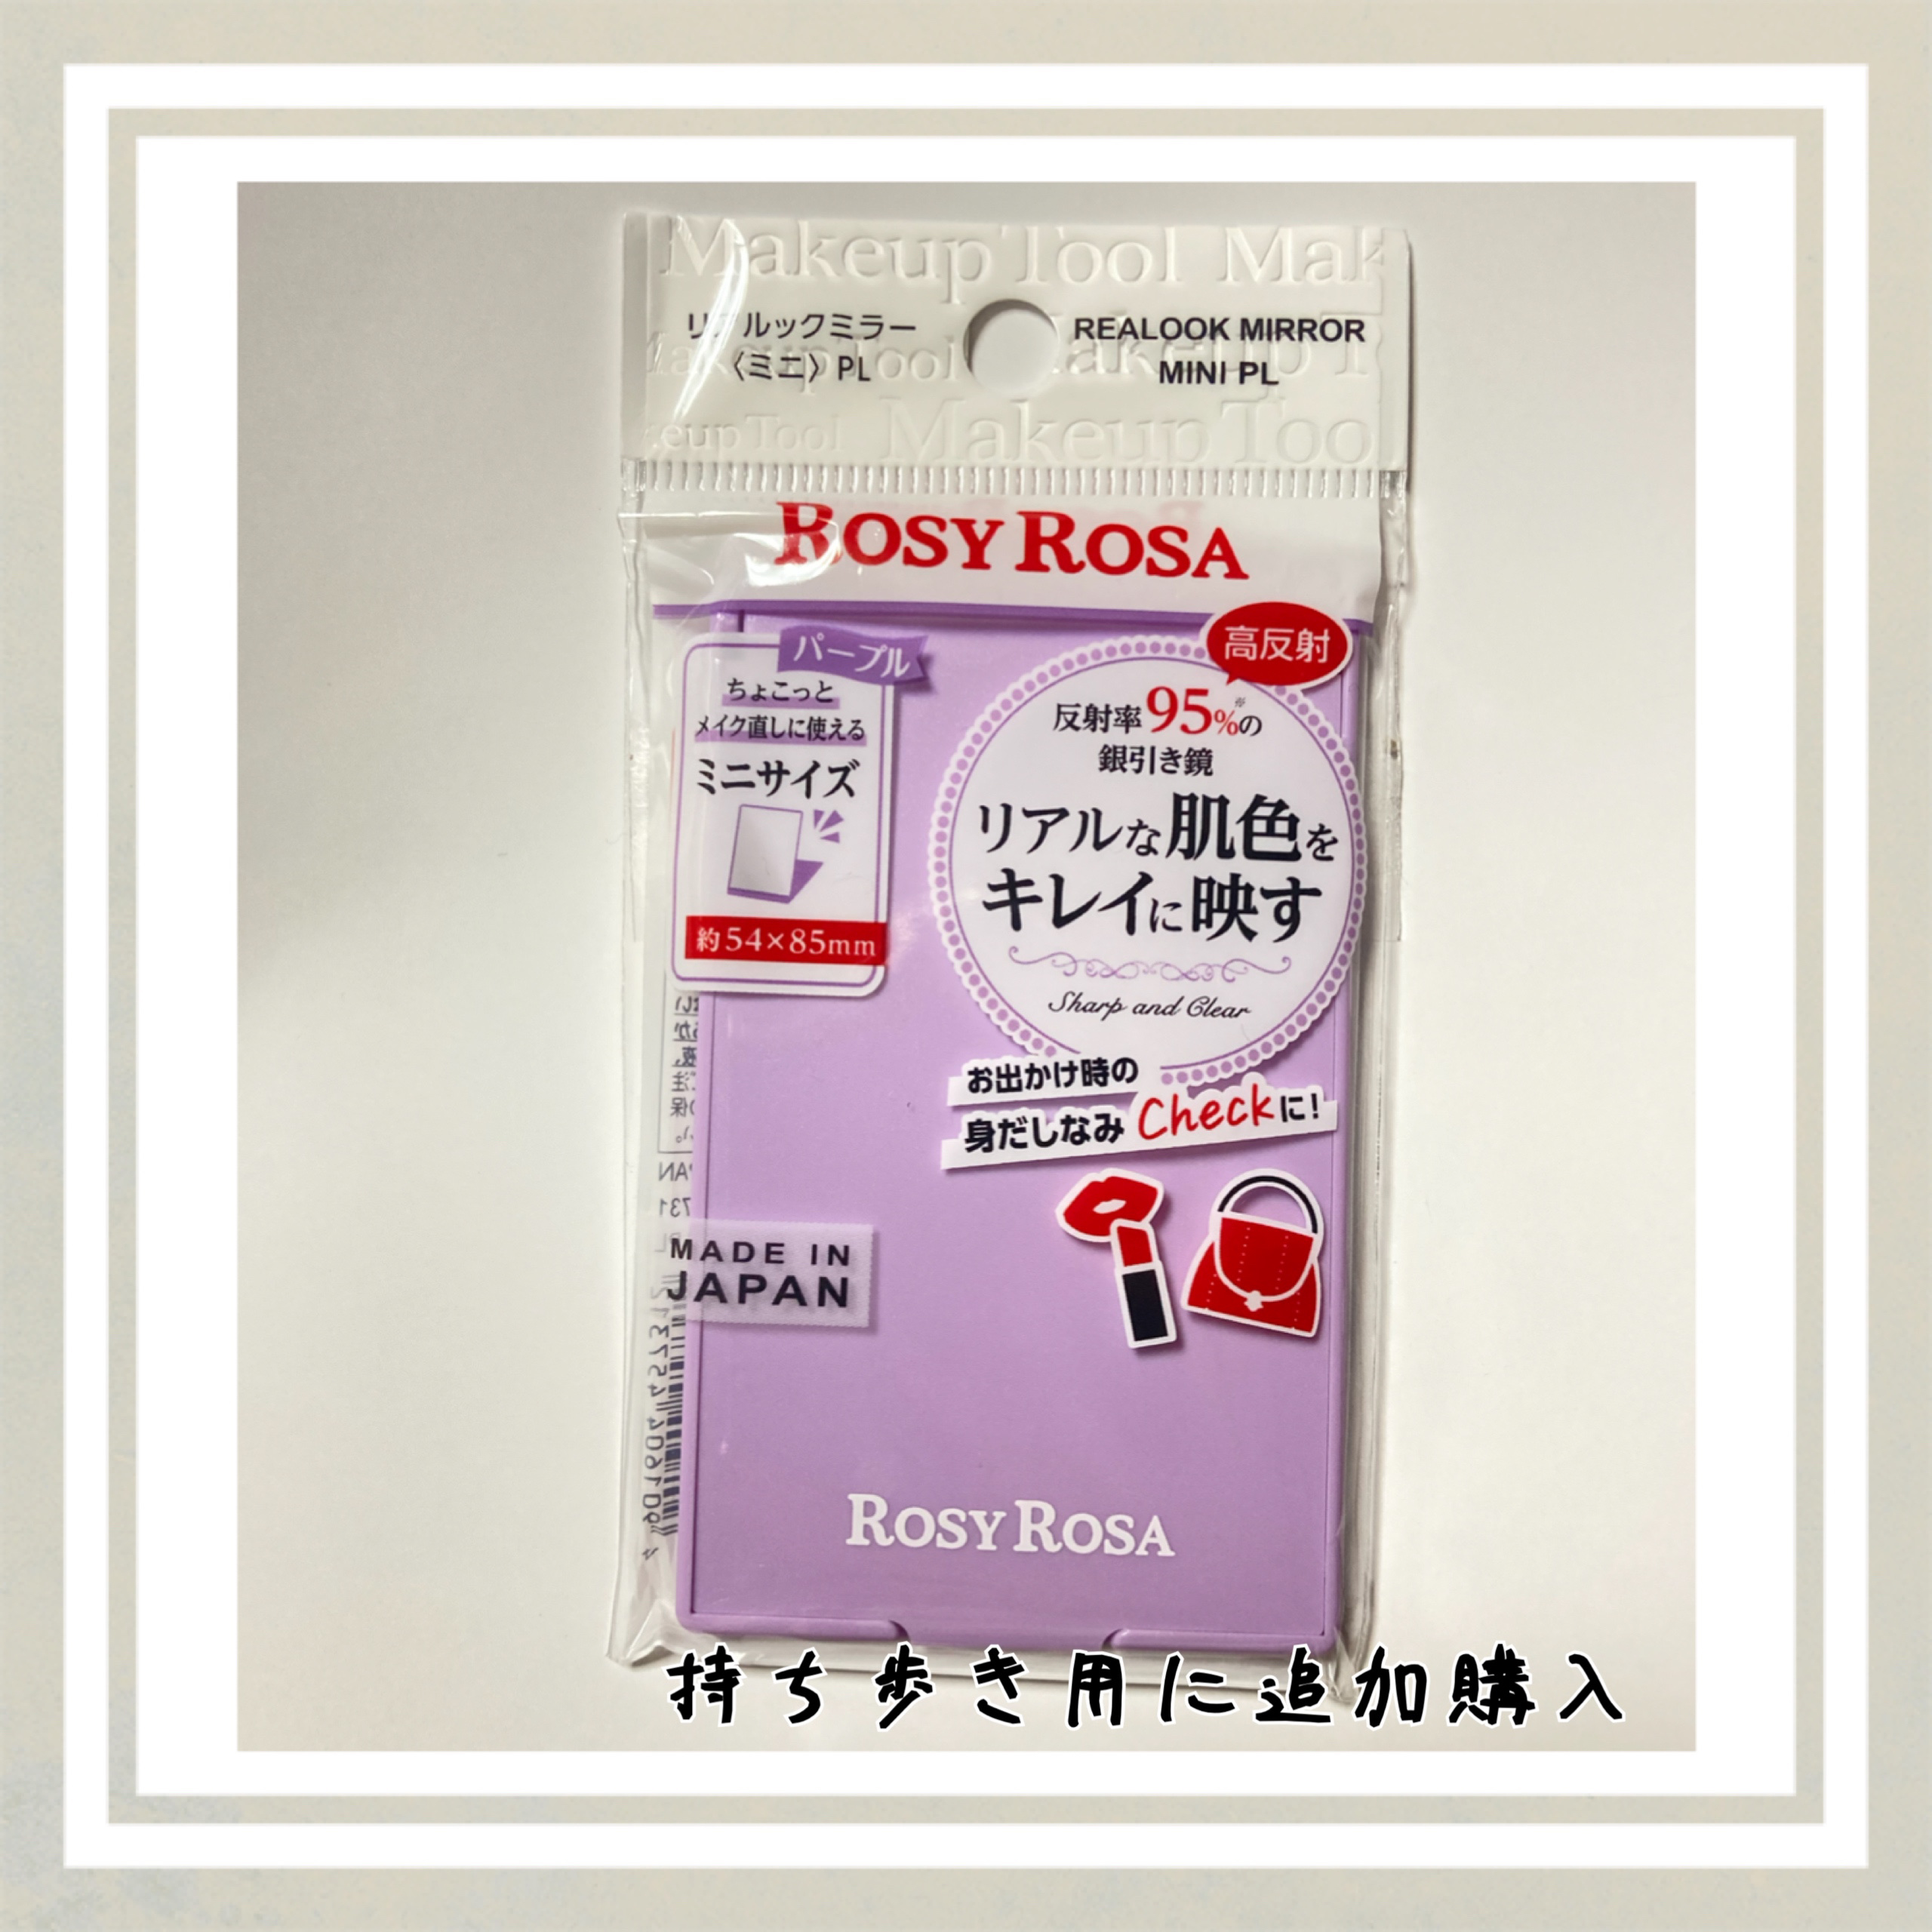 Makeup Tool Mak
リアルックミラー
〈ミニ〉PL
REALOOK MIRROR
MINI PL
Makeup Tool
eup Tool Makeup Too
ROSY ROSA
パープル
ちょこっと
メイク直しに使える
ミニサイズ
約54×85mm
高反射
反射率95%※の
銀引き鏡
リアルな肌色を
キレイに映す
Sharp and Clear
お出かけ時の
身だしなみCheckに!
MADE IN
JAPAN
ROSY ROSA
持ち歩き用に追加購入